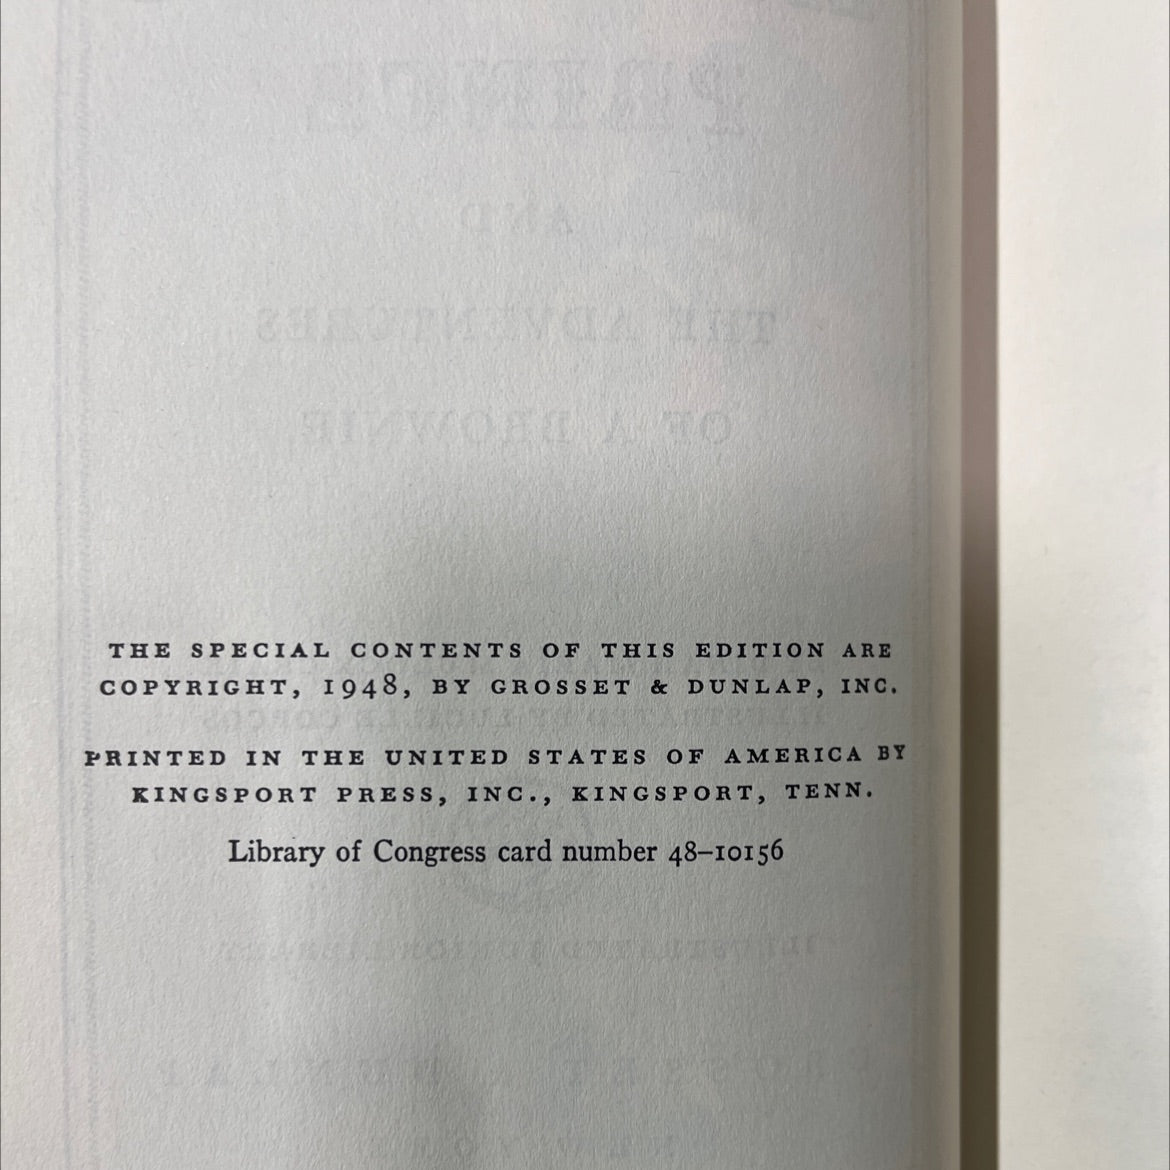 THE SPECIAL CONTENTS OF THIS EDITION ARE
COPYRIGHT, 1948, BY GROSSET & DUNLAP, INC.
PRINTED IN THE UNITED STATES OF AMERICA BY
KINGSPORT PRESS, INC., KINGSPORT, TENN.
Library of Congress card number 48–10156